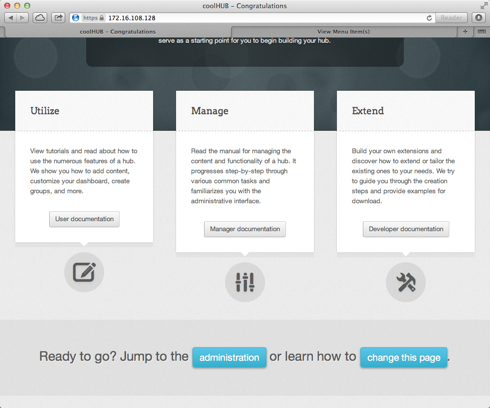 coolHUB – Congratulations
https 172.16.108.128
Reader
coolHUB – Congratulations
View Menu Item(s)
serve as a starting point for you to begin building your hub.
Utilize
View tutorials and read about how to
use the numerous features of a hub.
We show you how to add content,
customize your dashboard, create
groups, and more.
User documentation
Manage
Read the manual for managing the
content and functionality of a hub. It
progresses step-by-step through
various common tasks and
familiarizes you with the
administrative interface.
Manager documentation
Extend
Build your own extensions and
discover how to extend or tailor the
existing ones to your needs. We try
to guide you through the creation
steps and provide examples for
download.
Developer documentation
Ready to go? Jump to the administration or learn how to change this page.